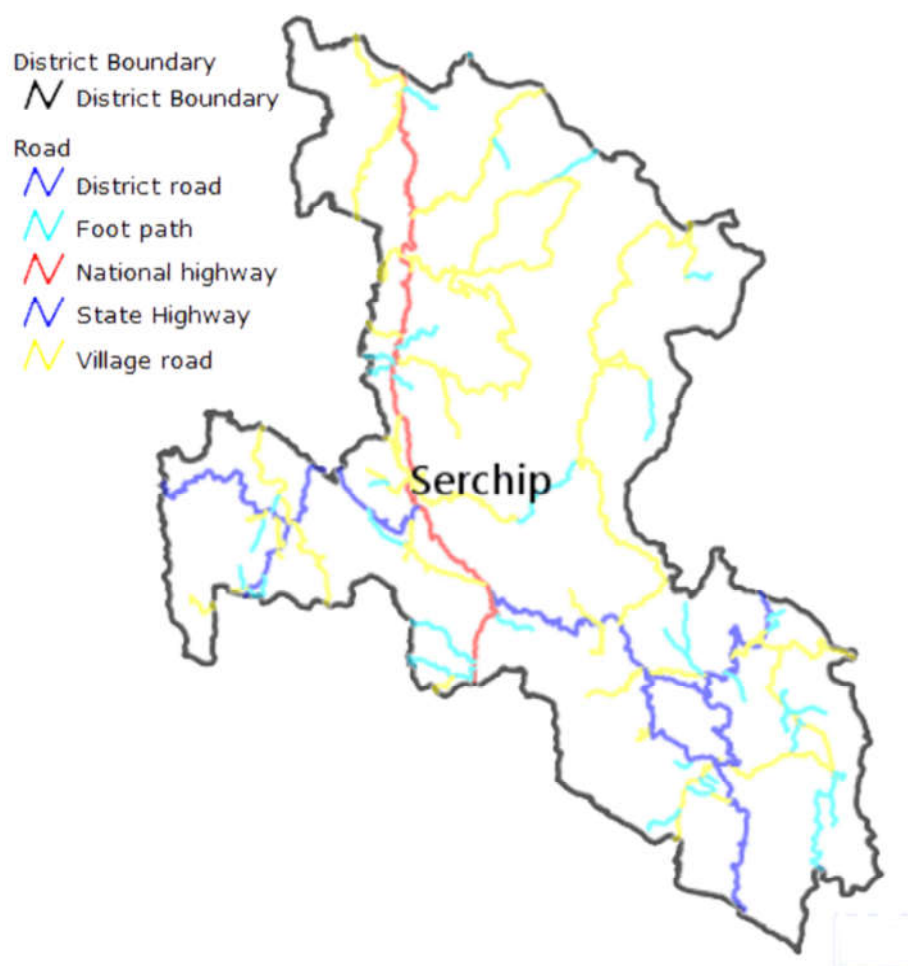 District Boundary
District Boundary
Road
District road
Foot path
National highway
State Highway
Village road
Serchip